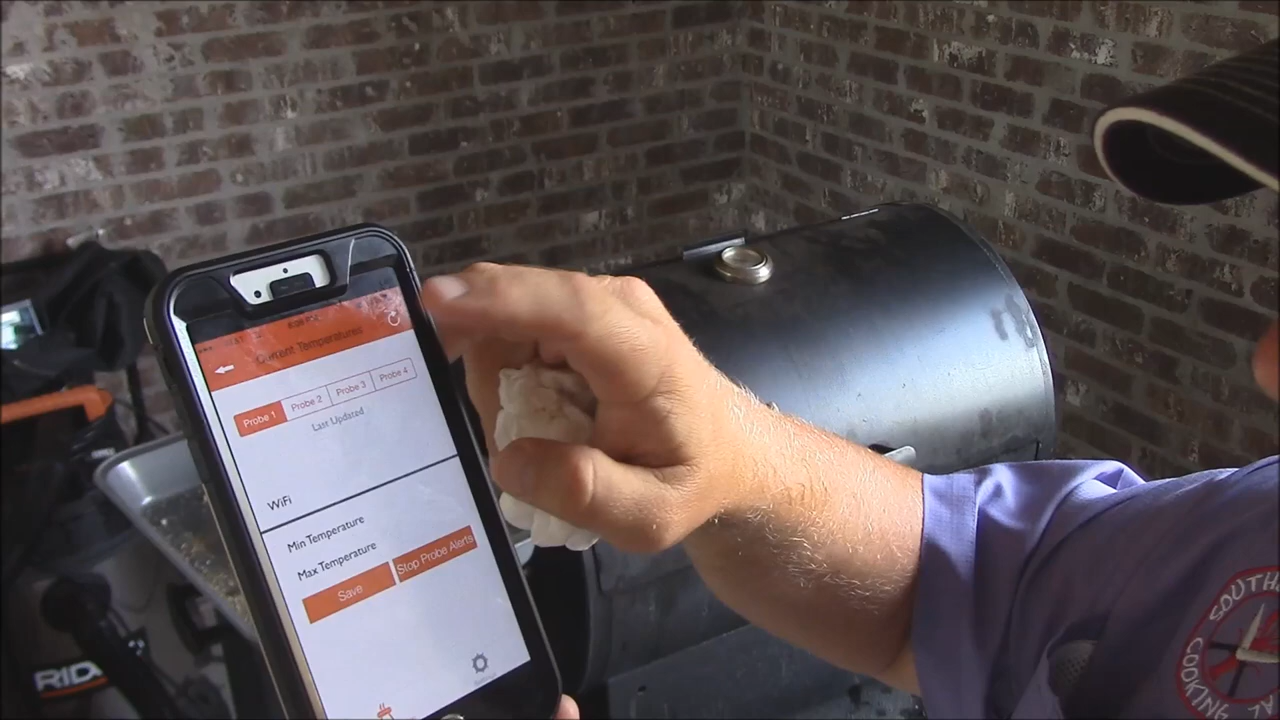 AT&T
Current Temperatures
Probe 1 Probe 2 Probe 3 Probe 4
Last Updated
WiFi
Min Temperature
Max Temperature
Save Stop Probe Alerts
RID
SOUTH
COOKING